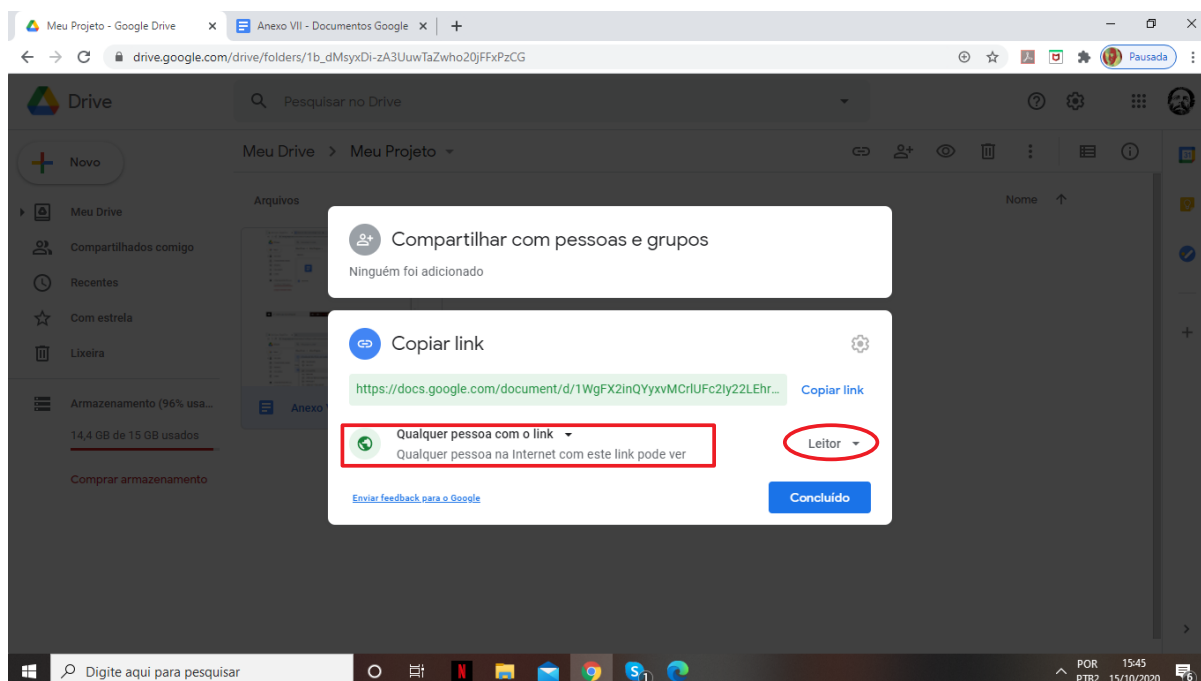 Meu Projeto - Google Drive
Anexo VII - Documentos Google
drive.google.com/drive/folders/1b_dMsyxDi-zA3UuwTaZwho20jFFxPzCG
Pausada
Drive
Pesquisar no Drive
Novo
Meu Drive > Meu Projeto
Meu Drive
Compartilhados comigo
Recentes
Com estrela
Lixeira
Armazenamento (96% usa...
14,4 GB de 15 GB usados
Comprar armazenamento
Arquivos
Nome
Anexo
Compartilhar com pessoas e grupos
Ninguém foi adicionado
Copiar link
https://docs.google.com/document/d/1WgFX2inQYyxvMCrlUFc2Iy22LEhr...
Copiar link
Qualquer pessoa com o link
Qualquer pessoa na Internet com este link pode ver
Leitor
Enviar feedback para o Google
Concluído
Digite aqui para pesquisar
POR
PTB2
15:45
15/10/2020